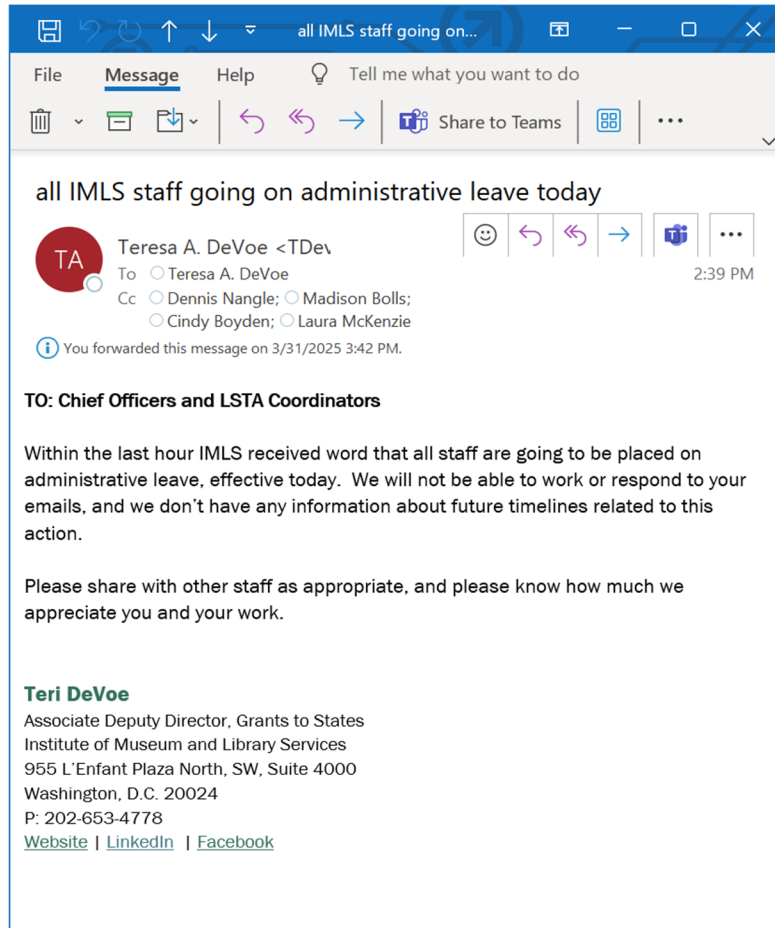 all IMLS staff going on...
File Message Help Tell me what you want to do
Share to Teams
all IMLS staff going on administrative leave today
TA
Teresa A. DeVoe <TDev
To Teresa A. DeVoe
2:39 PM
Cc Dennis Nangle; Madison Bolls;
Cindy Boyden; Laura McKenzie
You forwarded this message on 3/31/2025 3:42 PM.
TO: Chief Officers and LSTA Coordinators
Within the last hour IMLS received word that all staff are going to be placed on
administrative leave, effective today.  We will not be able to work or respond to your
emails, and we don't have any information about future timelines related to this
action.
Please share with other staff as appropriate, and please know how much we
appreciate you and your work.
Teri DeVoe
Associate Deputy Director, Grants to States
Institute of Museum and Library Services
955 L'Enfant Plaza North, SW, Suite 4000
Washington, D.C. 20024
P: 202-653-4778
Website | LinkedIn | Facebook